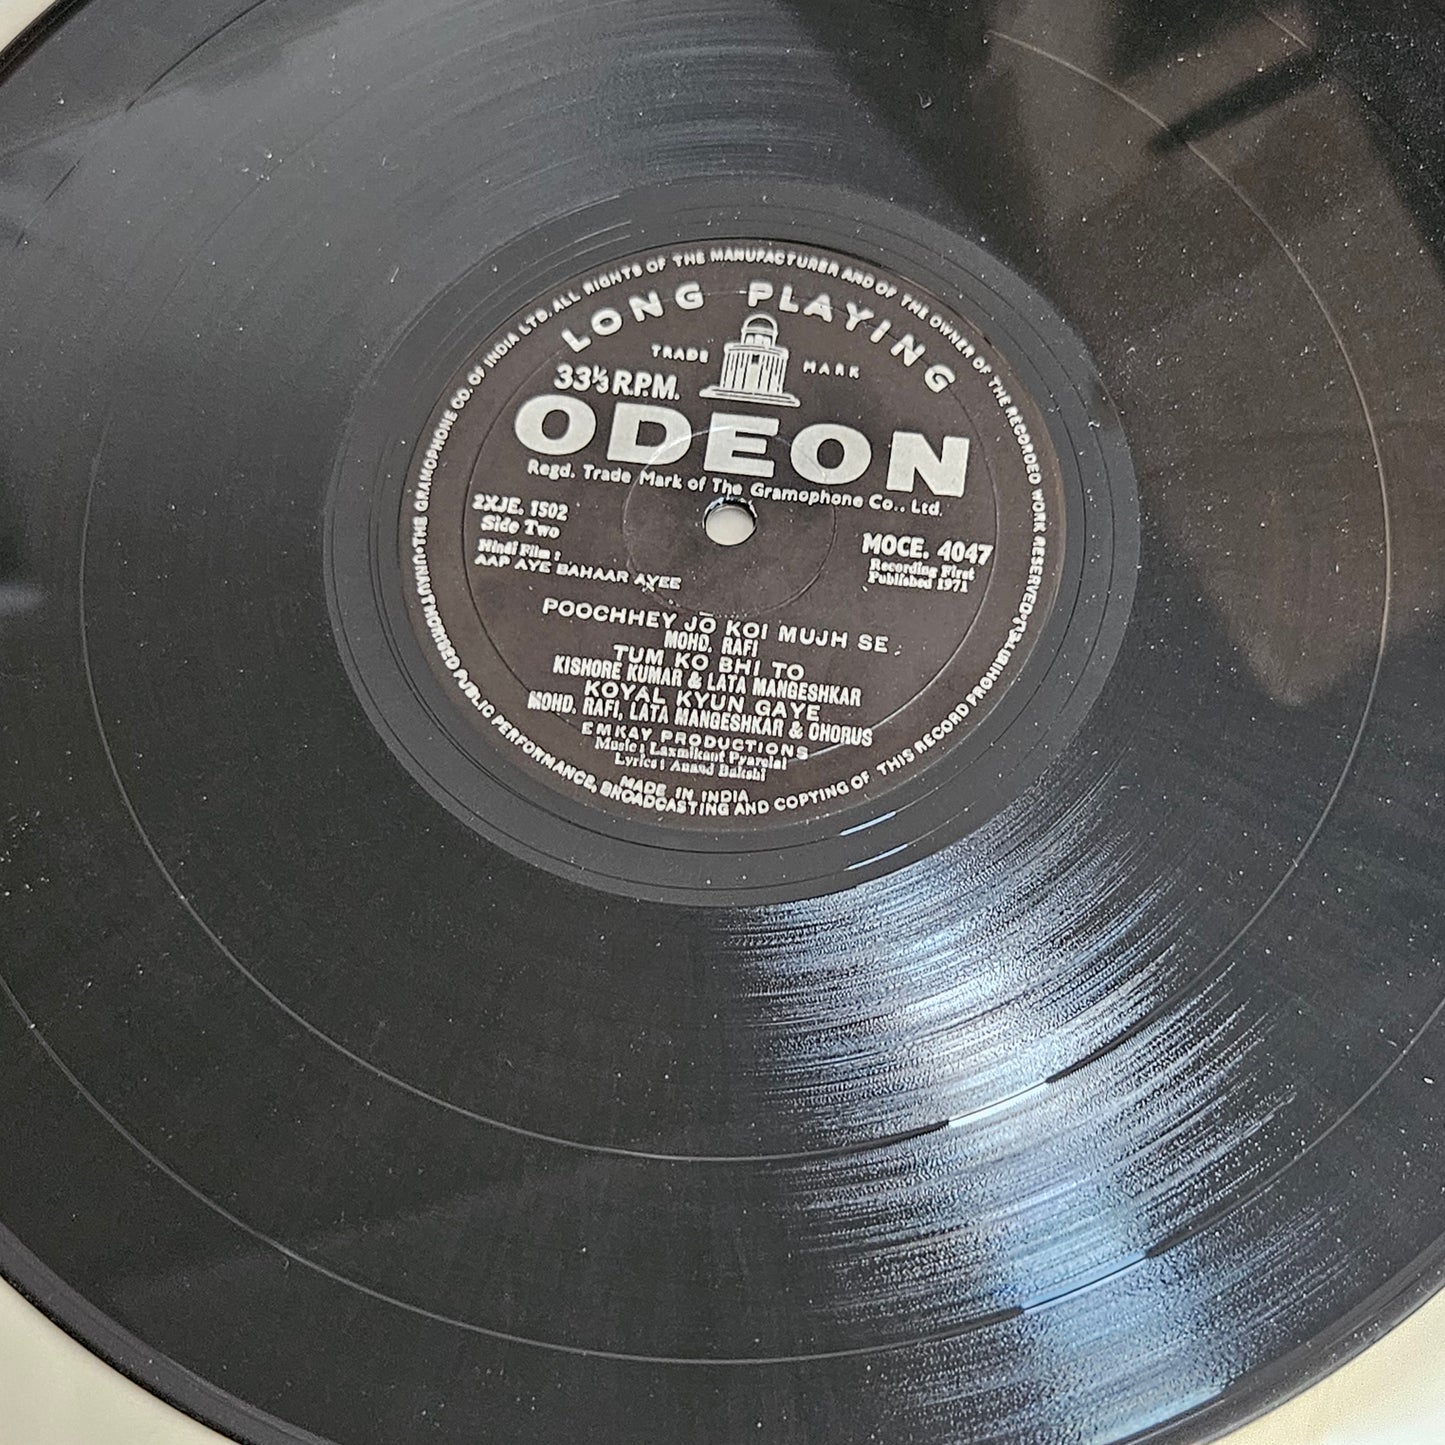 UNAUTHORISED PUBLIC PERFORMANCE, BROADCASTING AND COPYING OF THIS RECORD PROHIBITED • THE GRAMOPHONE CO. OF INDIA LTD. ALL RIGHTS OF THE MANUFACTURER AND OF THE OWNER OF THE RECORDED WORK RESERVED
LONG PLAYING
TRADE MARK
33⅓ R.P.M.
ODEON
Regd. Trade Mark of The Gramophone Co., Ltd.
2XJE. 1502
Side Two
MOCE. 4047
Recording First
Published 1971
Hindi Film :
AAP AYE BAHAAR AYEE
POOCHHEY JO KOI MUJH SE
MOHD. RAFI
TUM KO BHI TO
KISHORE KUMAR & LATA MANGESHKAR
KOYAL KYUN GAYE
MOHD. RAFI, LATA MANGESHKAR & CHORUS
EMKAY PRODUCTIONS
Music : Laxmikant Pyarelal
Lyrics : Anand Bakshi
MADE IN INDIA